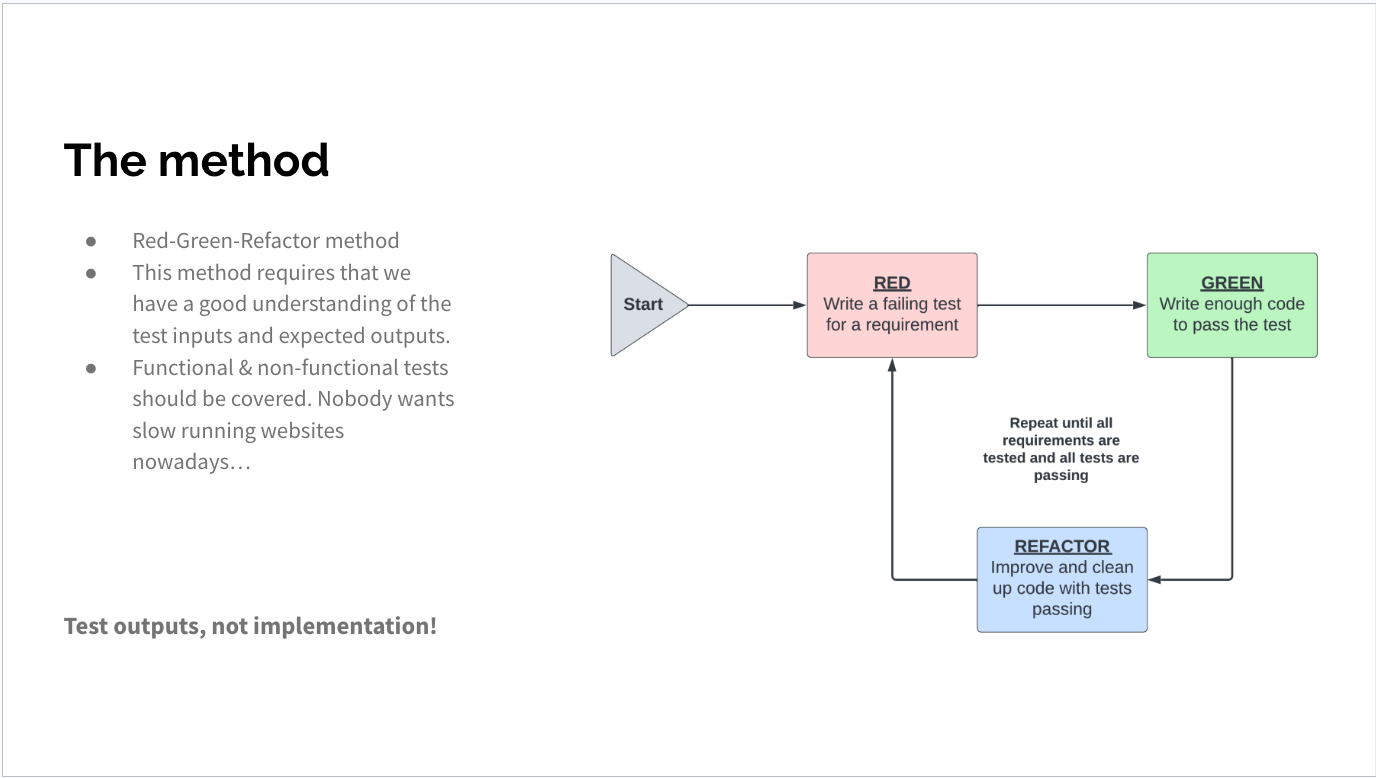 The method
● Red-Green-Refactor method
● This method requires that we
have a good understanding of the
test inputs and expected outputs.
● Functional & non-functional tests
should be covered. Nobody wants
slow running websites
nowadays…
Test outputs, not implementation!
Start
RED
Write a failing test
for a requirement
GREEN
Write enough code
to pass the test
Repeat until all
requirements are
tested and all tests are
passing
REFACTOR
Improve and clean
up code with tests
passing